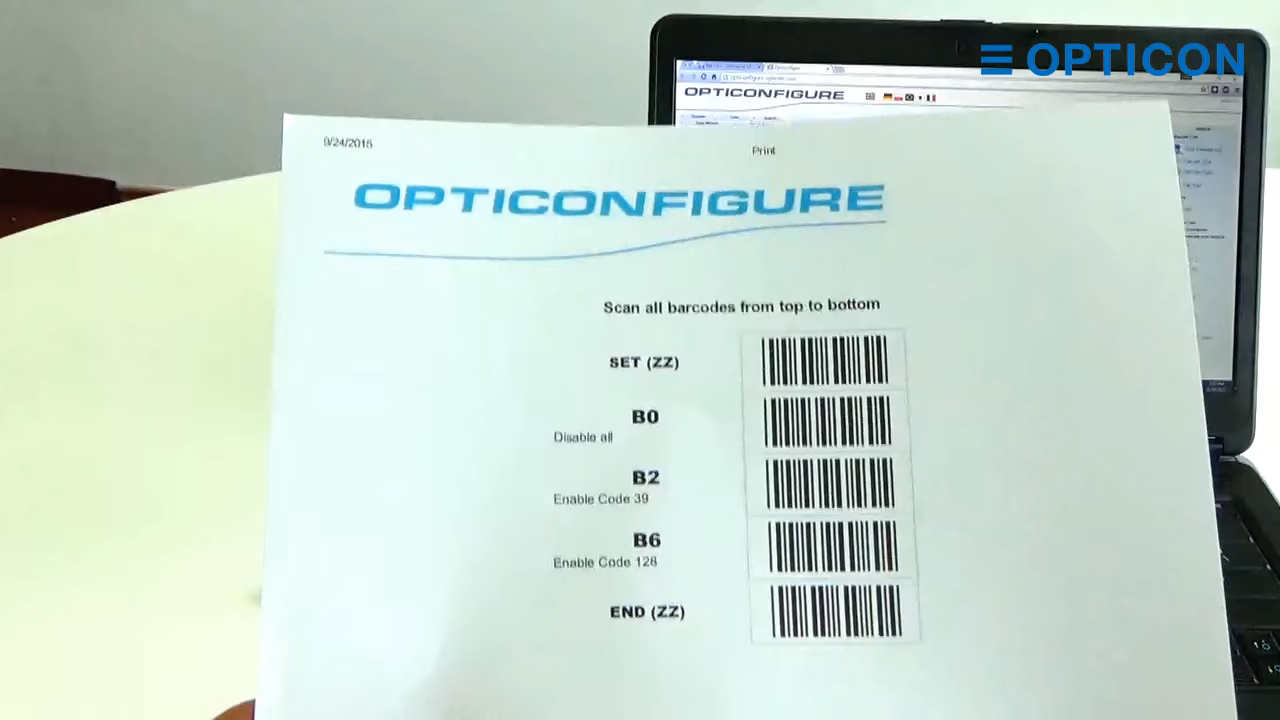 OPTICON
OPTICONFIGURE
9/24/2015
Print
OPTICONFIGURE
Scan all barcodes from top to bottom
SET (ZZ)
B0
Disable all
B2
Enable Code 39
B6
Enable Code 128
END (ZZ)